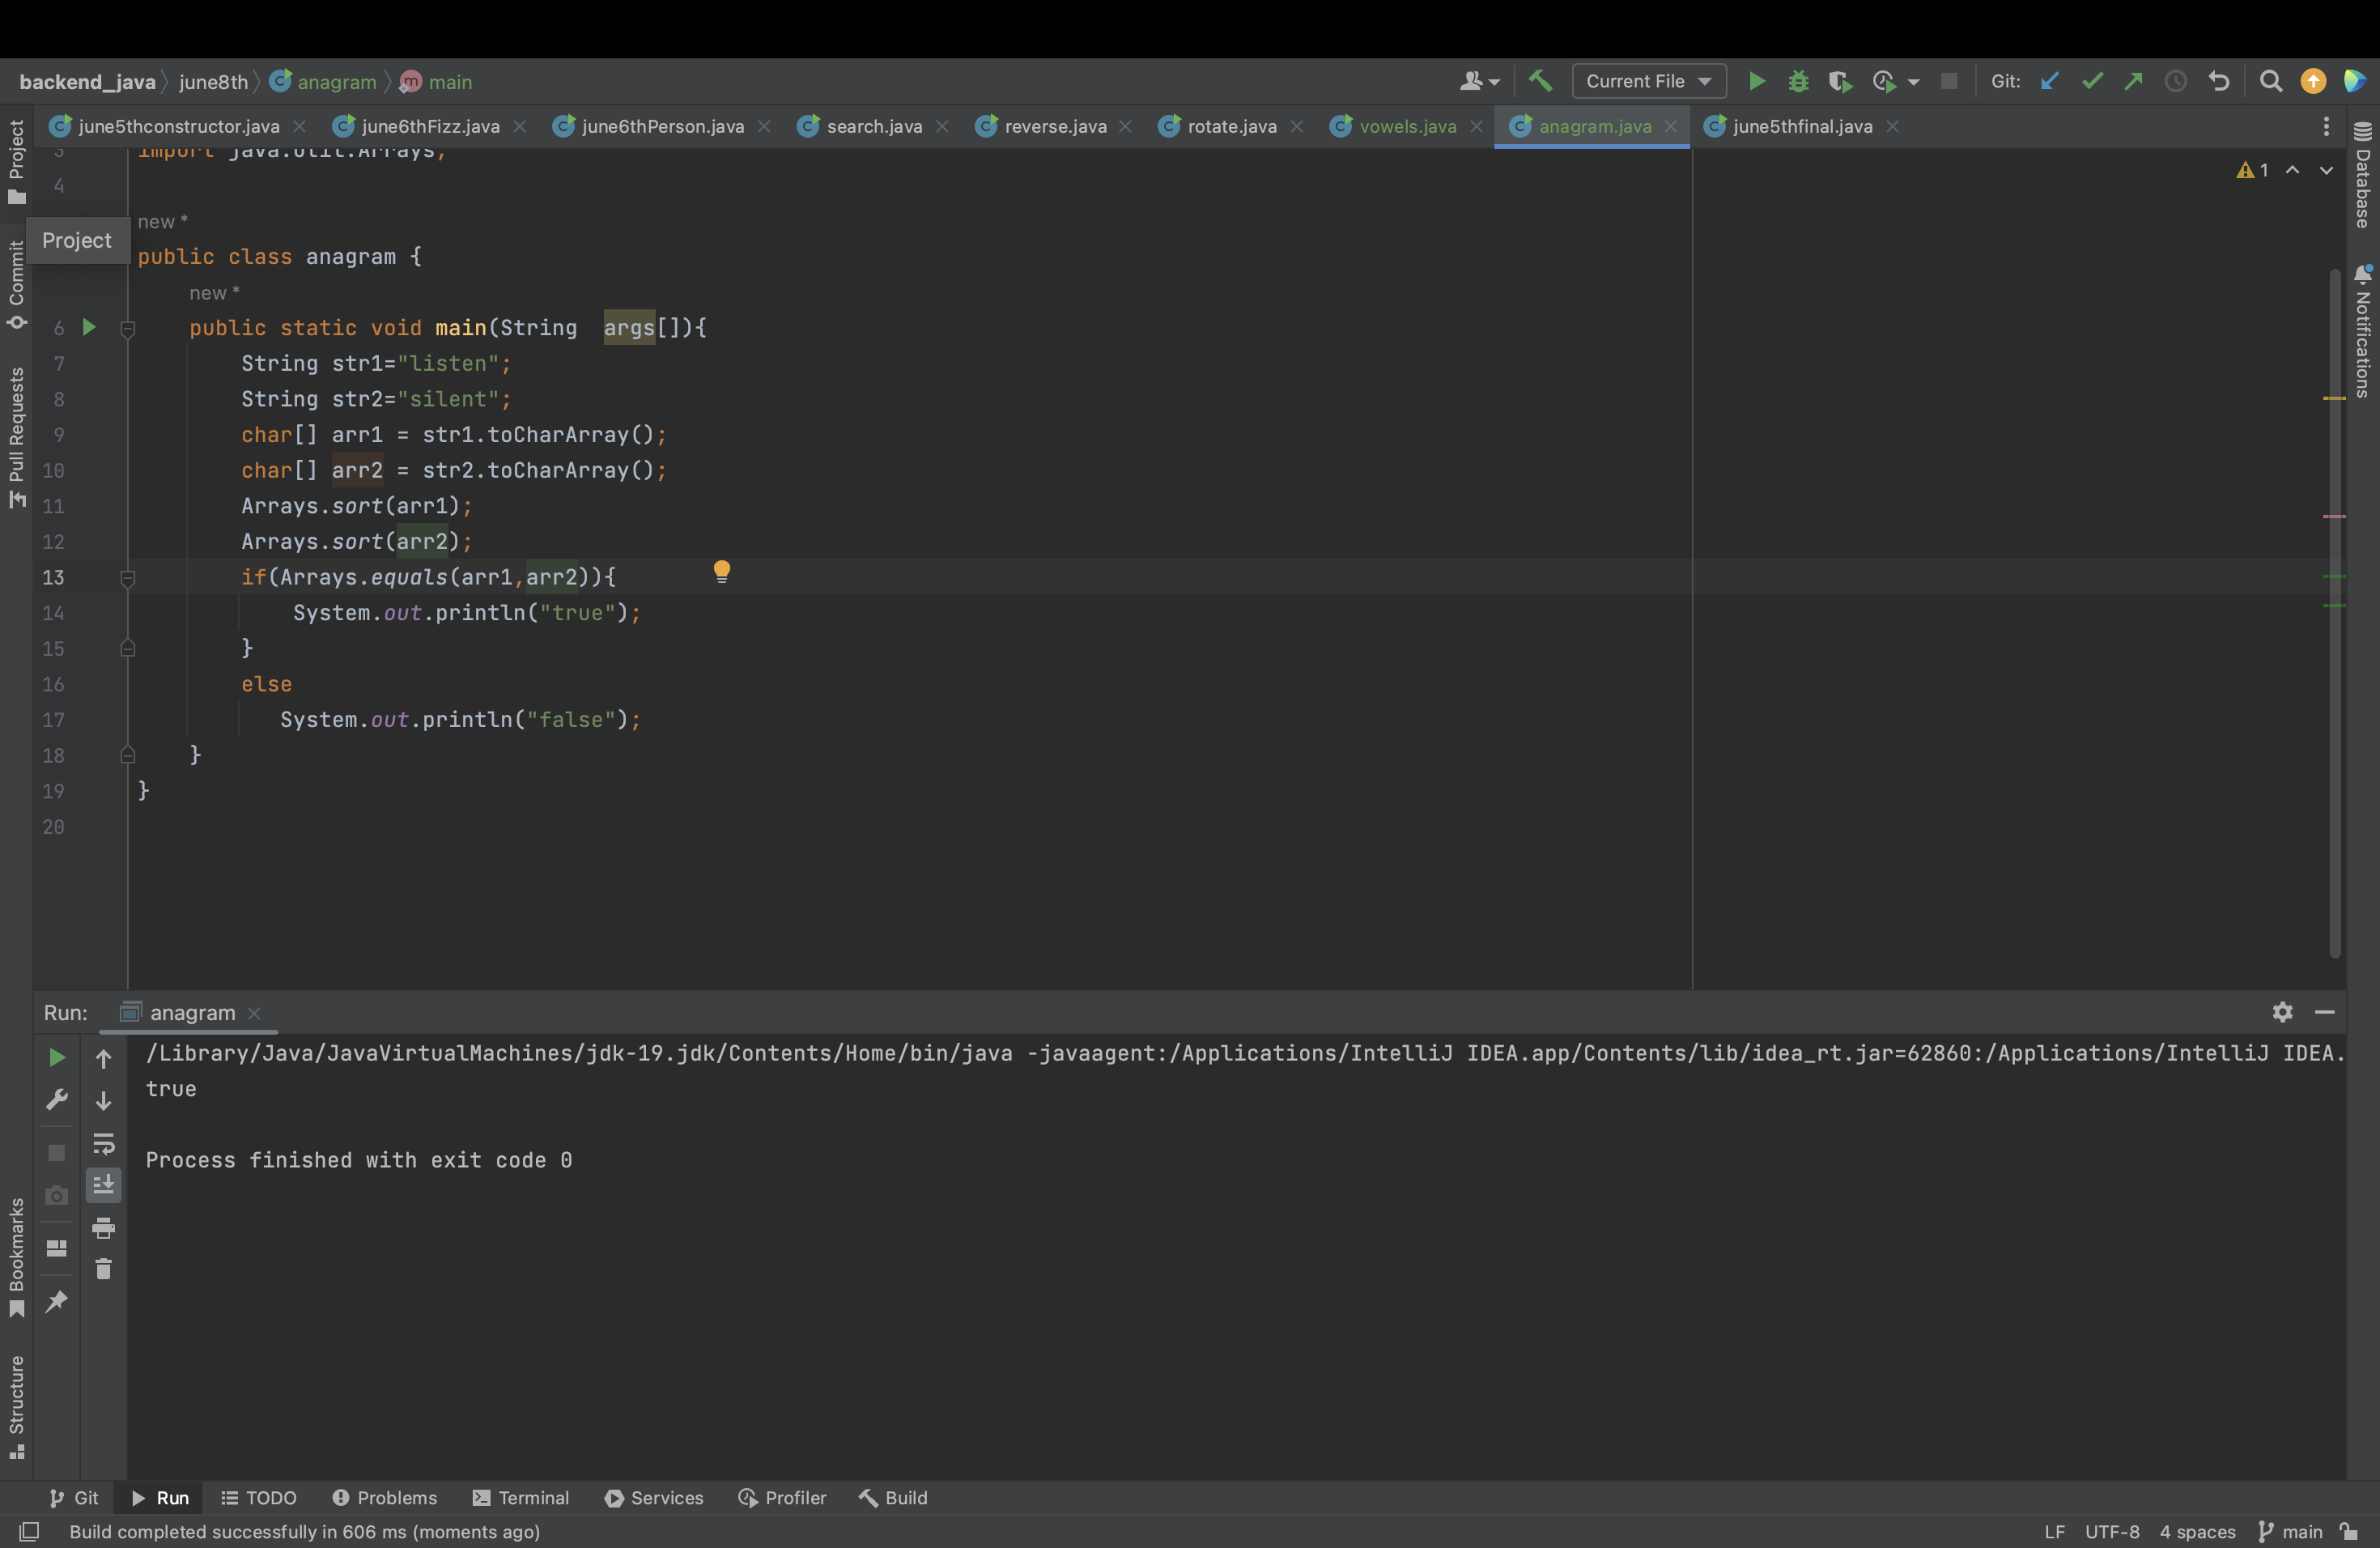 backend_java june8th anagram main Current File Git:
june5thconstructor.java june6thFizz.java june6thPerson.java search.java reverse.java rotate.java vowels.java anagram.java june5thfinal.java
Project
Commit
Pull Requests
Bookmarks
Structure
Database
Notifications
Project
1
3 import java.util.Arrays;
4
new *
public class anagram {
new *
6 public static void main(String  args[]){
7 String str1="listen";
8 String str2="silent";
9 char[] arr1 = str1.toCharArray();
10 char[] arr2 = str2.toCharArray();
11 Arrays.sort(arr1);
12 Arrays.sort(arr2);
13 if(Arrays.equals(arr1,arr2)){
14 System.out.println("true");
15 }
16 else
17 System.out.println("false");
18 }
19 }
20
Run: anagram
/Library/Java/JavaVirtualMachines/jdk-19.jdk/Contents/Home/bin/java -javaagent:/Applications/IntelliJ IDEA.app/Contents/lib/idea_rt.jar=62860:/Applications/IntelliJ IDEA.
true
Process finished with exit code 0
Git Run TODO Problems Terminal Services Profiler Build
Build completed successfully in 606 ms (moments ago) LF UTF-8 4 spaces main